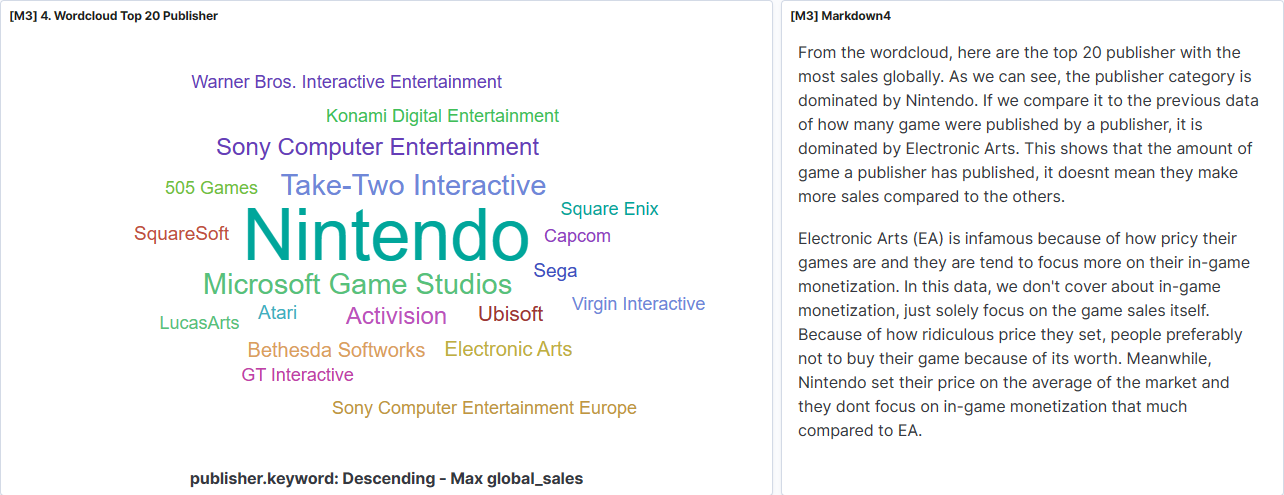 [M3] 4. Wordcloud Top 20 Publisher
Warner Bros. Interactive Entertainment
Konami Digital Entertainment
Sony Computer Entertainment
505 Games
Take-Two Interactive
Square Enix
SquareSoft
Nintendo
Capcom
Sega
Microsoft Game Studios
Virgin Interactive
LucasArts
Atari
Activision
Ubisoft
Bethesda Softworks
Electronic Arts
GT Interactive
Sony Computer Entertainment Europe
publisher.keyword: Descending - Max global_sales
[M3] Markdown4
From the wordcloud, here are the top 20 publisher with the
most sales globally. As we can see, the publisher category is
dominated by Nintendo. If we compare it to the previous data
of how many game were published by a publisher, it is
dominated by Electronic Arts. This shows that the amount of
game a publisher has published, it doesnt mean they make
more sales compared to the others.
Electronic Arts (EA) is infamous because of how pricy their
games are and they are tend to focus more on their in-game
monetization. In this data, we don't cover about in-game
monetization, just solely focus on the game sales itself.
Because of how ridiculous price they set, people preferably
not to buy their game because of its worth. Meanwhile,
Nintendo set their price on the average of the market and
they dont focus on in-game monetization that much
compared to EA.